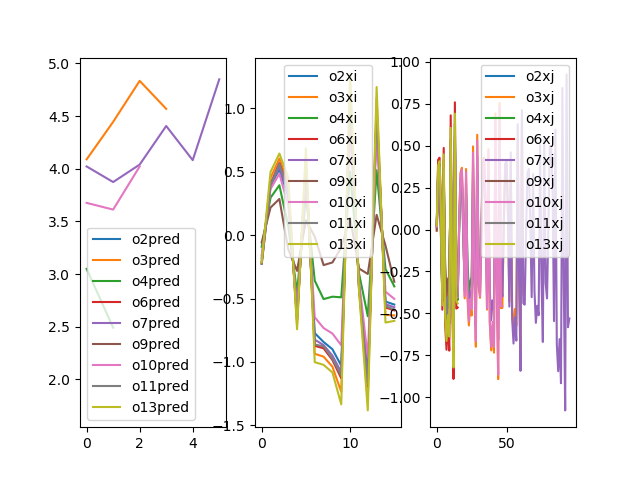 5.0
4.5
4.0
3.5
3.0
2.5
2.0
0
2
4
o2pred
o3pred
o4pred
o6pred
o7pred
o9pred
o10pred
o11pred
o13pred
1.0
0.5
0.0
−0.5
−1.0
−1.5
0
10
o2xi
o3xi
o4xi
o6xi
o7xi
o9xi
o10xi
o11xi
o13xi
1.00
0.75
0.50
0.25
0.00
−0.25
−0.50
−0.75
−1.00
0
50
o2xj
o3xj
o4xj
o6xj
o7xj
o9xj
o10xj
o11xj
o13xj